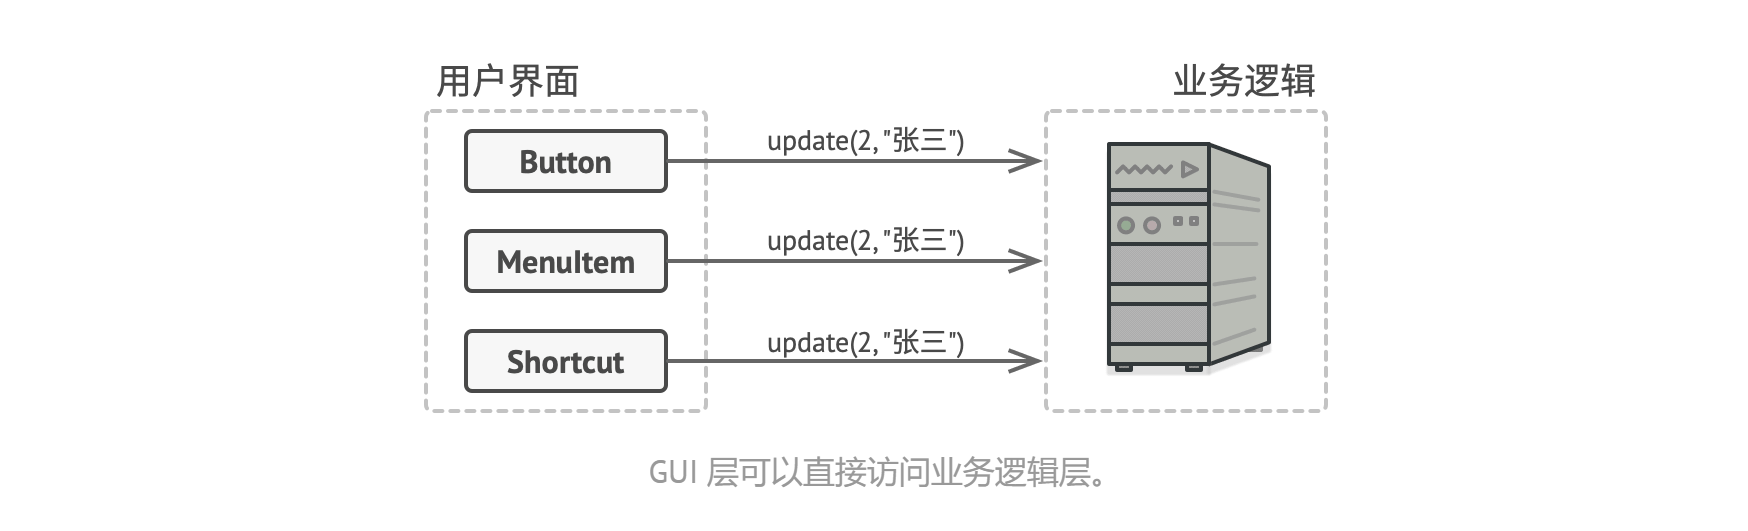 用户界面
业务逻辑
Button
update(2, "张三")
MenuItem
update(2, "张三")
Shortcut
update(2, "张三")
GUI 层可以直接访问业务逻辑层。